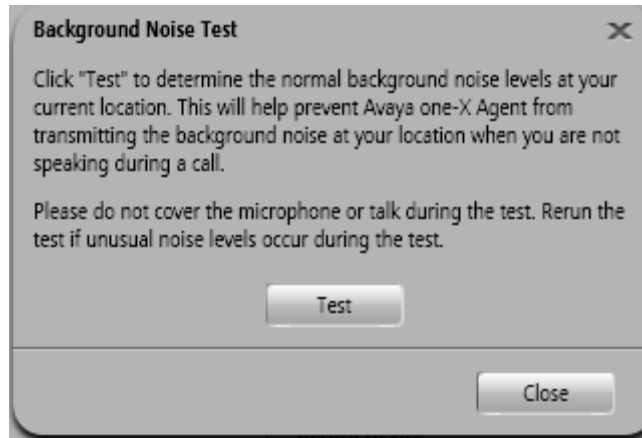 Background Noise Test
Click "Test" to determine the normal background noise levels at your
current location. This will help prevent Avaya one-X Agent from
transmitting the background noise at your location when you are not
speaking during a call.
Please do not cover the microphone or talk during the test. Rerun the
test if unusual noise levels occur during the test.
Test
Close